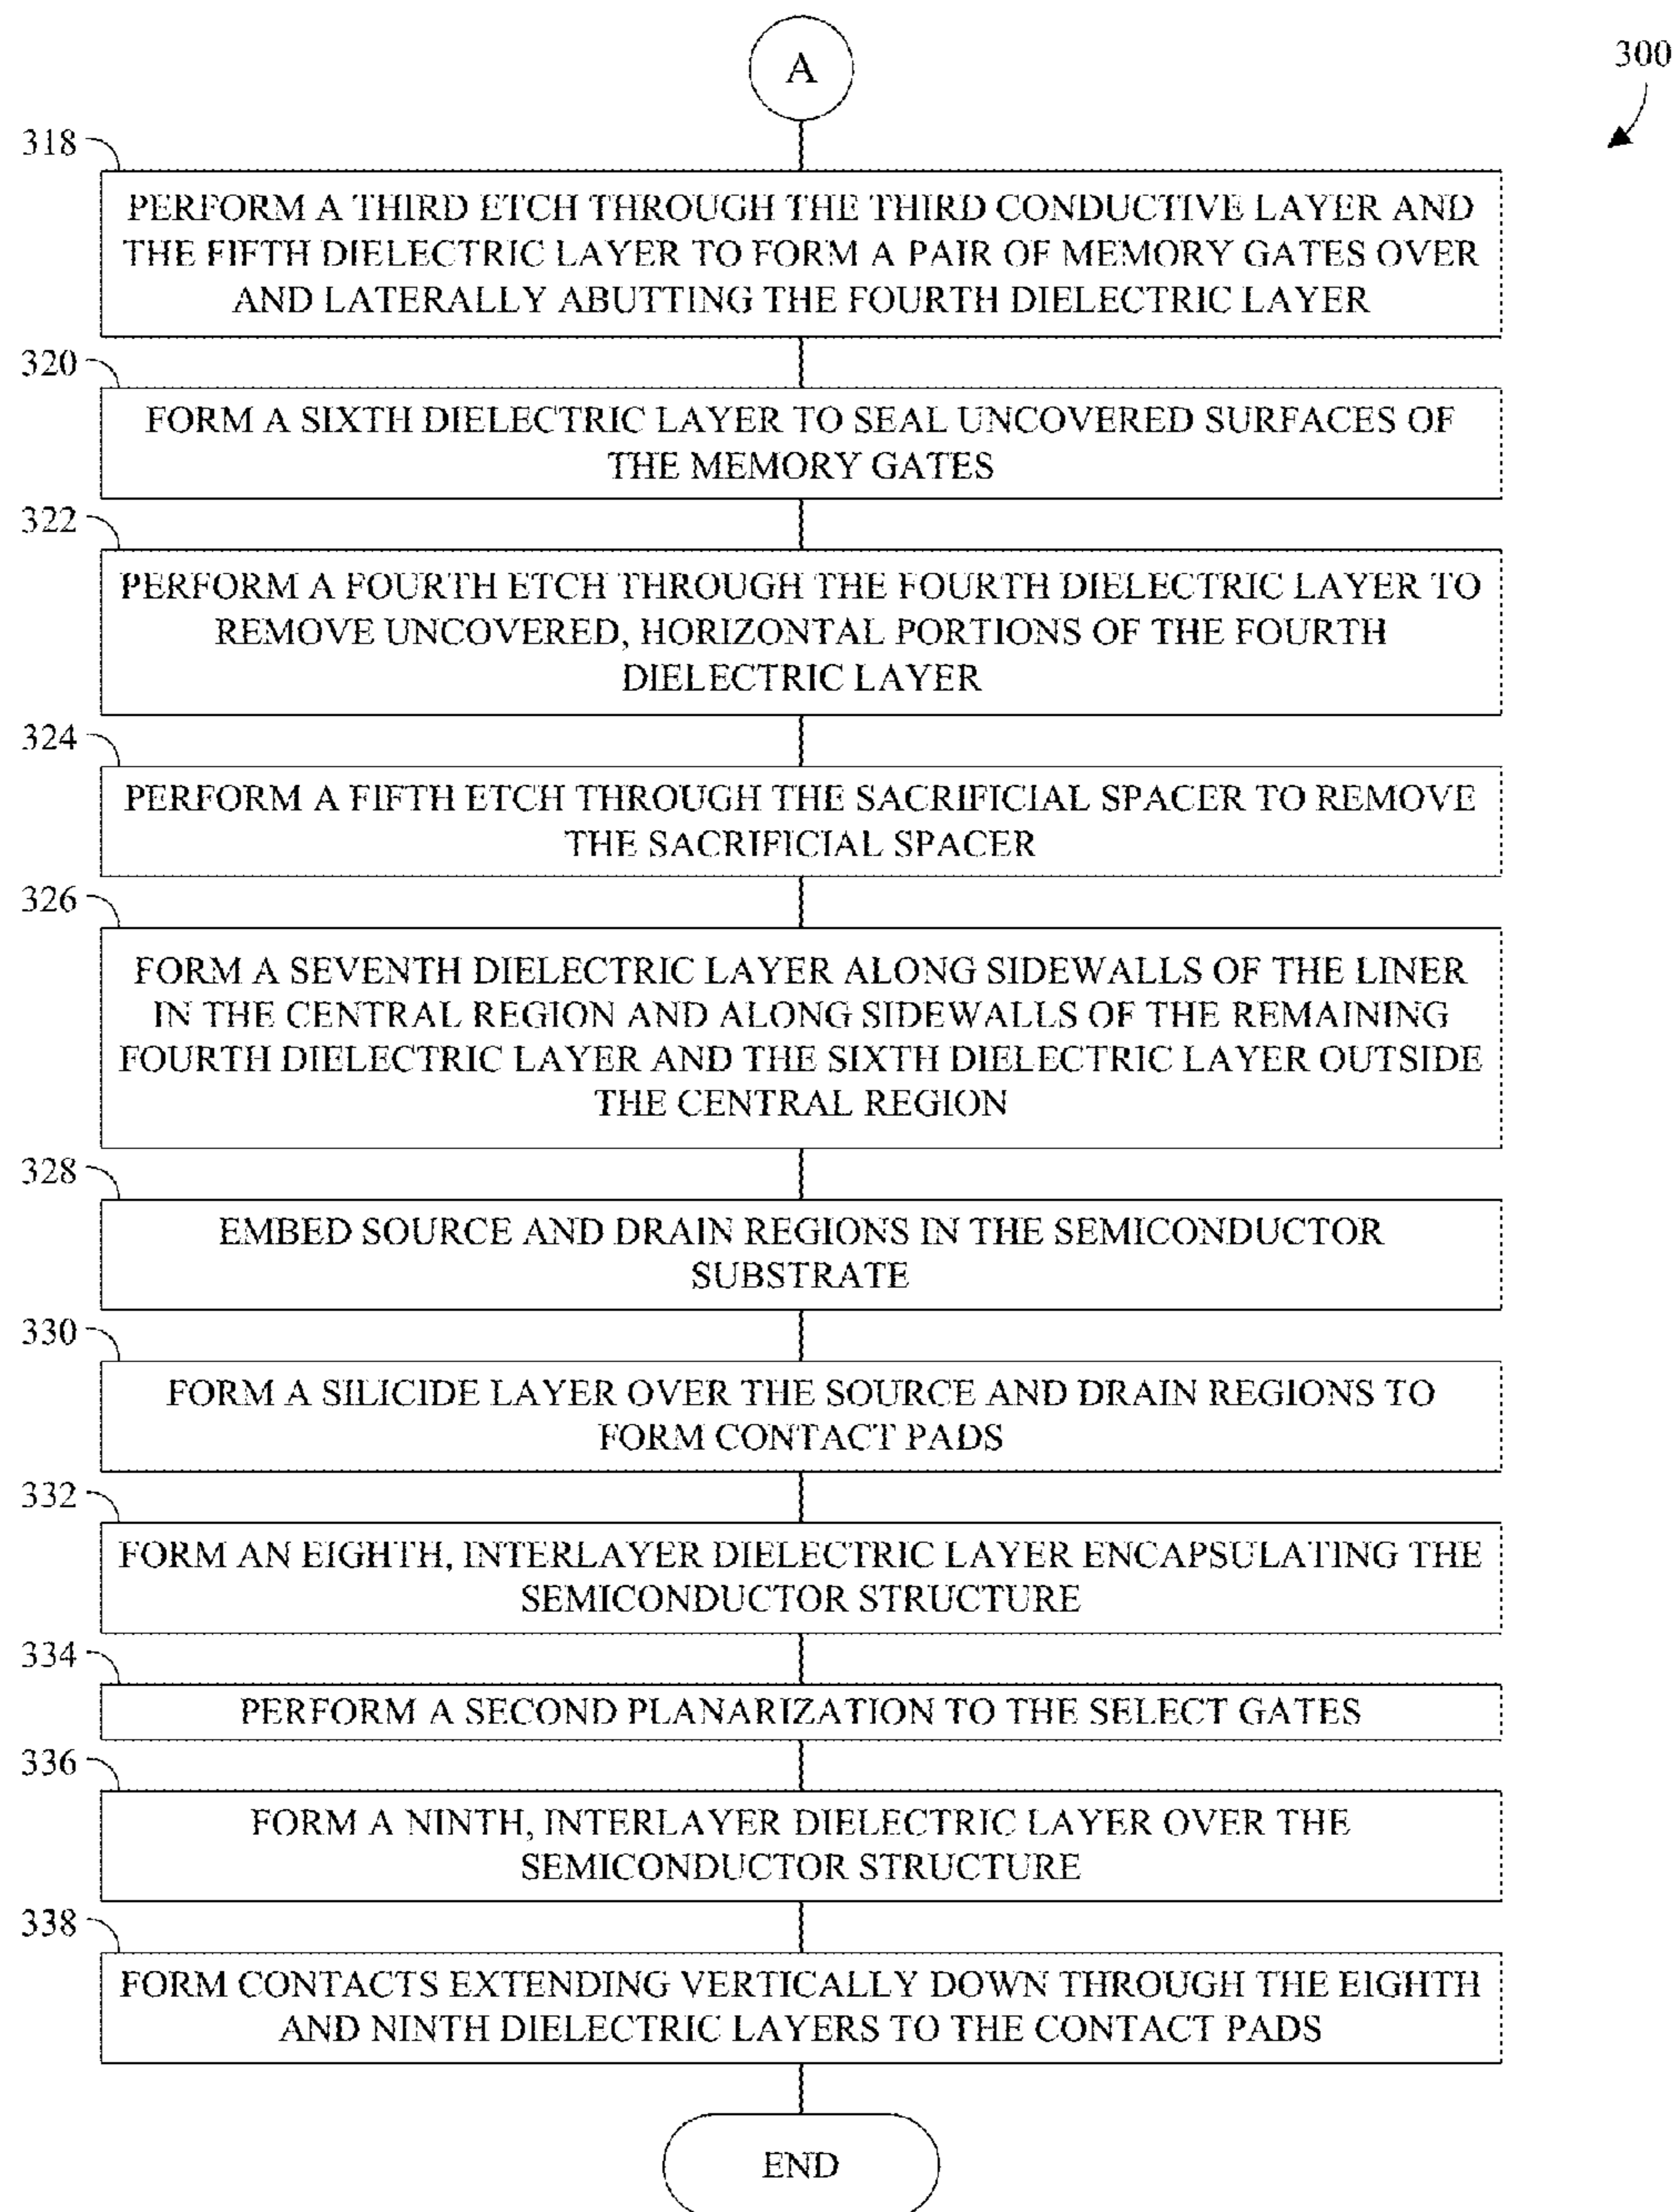 A
300
318
PERFORM A THIRD ETCH THROUGH THE THIRD CONDUCTIVE LAYER AND
THE FIFTH DIELECTRIC LAYER TO FORM A PAIR OF MEMORY GATES OVER
AND LATERALLY ABUTTING THE FOURTH DIELECTRIC LAYER
320
FORM A SIXTH DIELECTRIC LAYER TO SEAL UNCOVERED SURFACES OF
THE MEMORY GATES
322
PERFORM A FOURTH ETCH THROUGH THE FOURTH DIELECTRIC LAYER TO
REMOVE UNCOVERED, HORIZONTAL PORTIONS OF THE FOURTH
DIELECTRIC LAYER
324
PERFORM A FIFTH ETCH THROUGH THE SACRIFICIAL SPACER TO REMOVE
THE SACRIFICIAL SPACER
326
FORM A SEVENTH DIELECTRIC LAYER ALONG SIDEWALLS OF THE LINER
IN THE CENTRAL REGION AND ALONG SIDEWALLS OF THE REMAINING
FOURTH DIELECTRIC LAYER AND THE SIXTH DIELECTRIC LAYER OUTSIDE
THE CENTRAL REGION
328
EMBED SOURCE AND DRAIN REGIONS IN THE SEMICONDUCTOR
SUBSTRATE
330
FORM A SILICIDE LAYER OVER THE SOURCE AND DRAIN REGIONS TO
FORM CONTACT PADS
332
FORM AN EIGHTH, INTERLAYER DIELECTRIC LAYER ENCAPSULATING THE
SEMICONDUCTOR STRUCTURE
334
PERFORM A SECOND PLANARIZATION TO THE SELECT GATES
336
FORM A NINTH, INTERLAYER DIELECTRIC LAYER OVER THE
SEMICONDUCTOR STRUCTURE
338
FORM CONTACTS EXTENDING VERTICALLY DOWN THROUGH THE EIGHTH
AND NINTH DIELECTRIC LAYERS TO THE CONTACT PADS
END